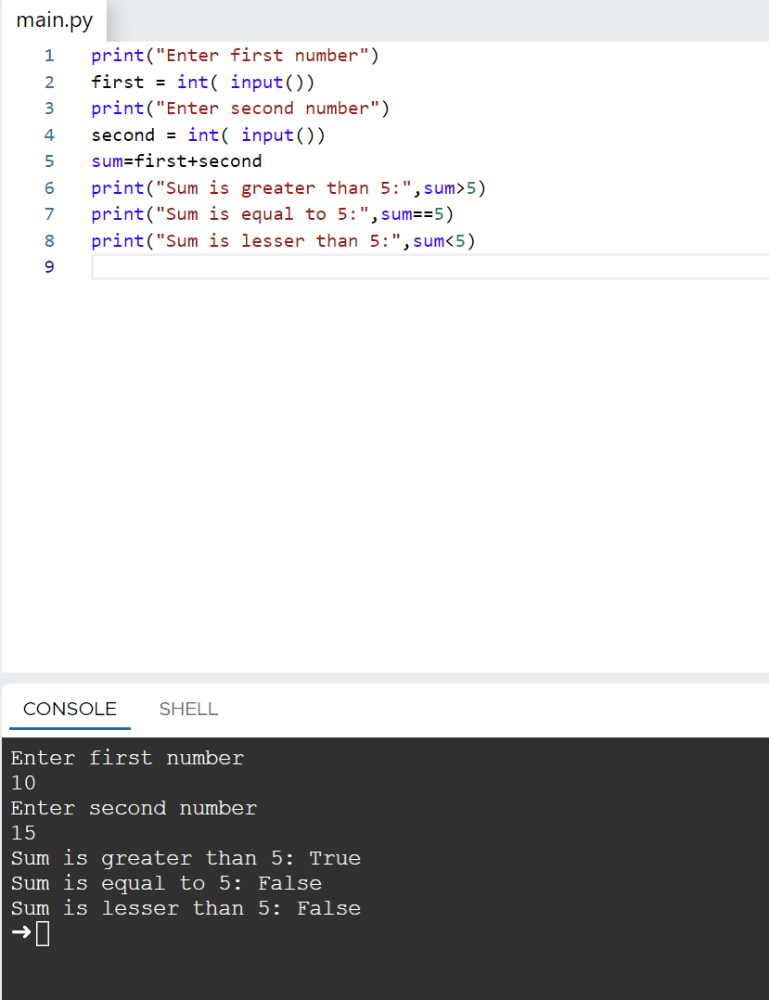 main.py
1 print("Enter first number")
2 first = int( input())
3 print("Enter second number")
4 second = int( input())
5 sum=first+second
6 print("Sum is greater than 5:",sum>5)
7 print("Sum is equal to 5:",sum==5)
8 print("Sum is lesser than 5:",sum<5)
9
CONSOLE SHELL
Enter first number
10
Enter second number
15
Sum is greater than 5: True
Sum is equal to 5: False
Sum is lesser than 5: False
➜